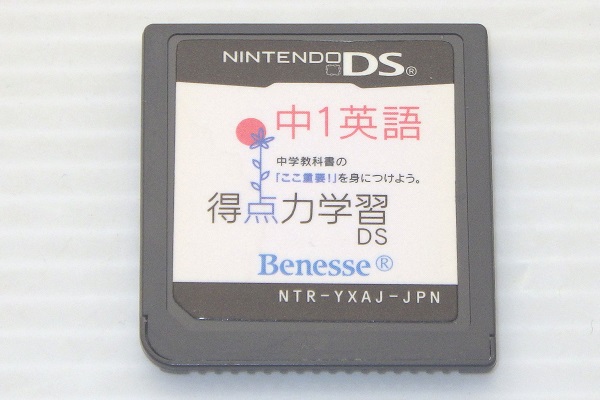 NINTENDO DS®
中1英語
中学教科書の
「ここ重要!」を身につけよう。
得点力学習
DS
Benesse®
NTR-YXAJ-JPN